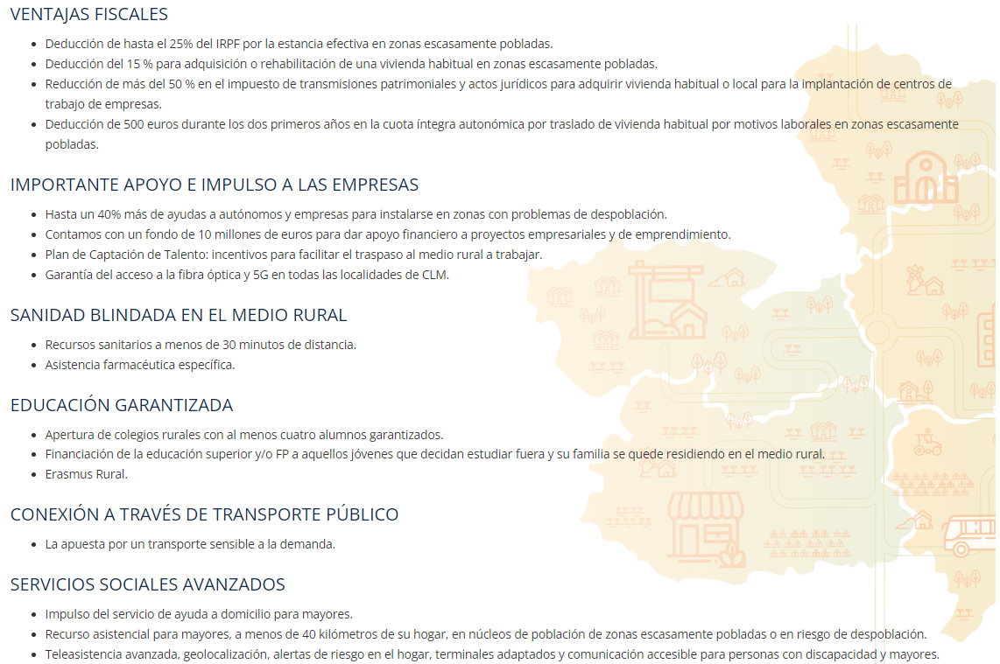 VENTAJAS FISCALES
• Deducción de hasta el 25% del IRPF por la estancia efectiva en zonas escasamente pobladas.
• Deducción del 15 % para adquisición o rehabilitación de una vivienda habitual en zonas escasamente pobladas.
• Reducción de más del 50 % en el impuesto de transmisiones patrimoniales y actos jurídicos para adquirir vivienda habitual o local para la implantación de centros de
trabajo de empresas.
• Deducción de 500 euros durante los dos primeros años en la cuota íntegra autonómica por traslado de vivienda habitual por motivos laborales en zonas escasamente
pobladas.
IMPORTANTE APOYO E IMPULSO A LAS EMPRESAS
• Hasta un 40% más de ayudas a autónomos y empresas para instalarse en zonas con problemas de despoblación.
• Contamos con un fondo de 10 millones de euros para dar apoyo financiero a proyectos empresariales y de emprendimiento.
• Plan de Captación de Talento: incentivos para facilitar el traspaso al medio rural a trabajar.
• Garantía del acceso a la fibra óptica y 5G en todas las localidades de CLM.
SANIDAD BLINDADA EN EL MEDIO RURAL
• Recursos sanitarios a menos de 30 minutos de distancia.
• Asistencia farmacéutica específica.
EDUCACIÓN GARANTIZADA
• Apertura de colegios rurales con al menos cuatro alumnos garantizados.
• Financiación de la educación superior y/o FP a aquellos jóvenes que decidan estudiar fuera y su familia se quede residiendo en el medio rural.
• Erasmus Rural.
CONEXIÓN A TRAVÉS DE TRANSPORTE PÚBLICO
• La apuesta por un transporte sensible a la demanda.
SERVICIOS SOCIALES AVANZADOS
• Impulso del servicio de ayuda a domicilio para mayores.
• Recurso asistencial para mayores, a menos de 40 kilómetros de su hogar, en núcleos de población de zonas escasamente pobladas o en riesgo de despoblación.
• Teleasistencia avanzada, geolocalización, alertas de riesgo en el hogar, terminales adaptados y comunicación accesible para personas con discapacidad y mayores.